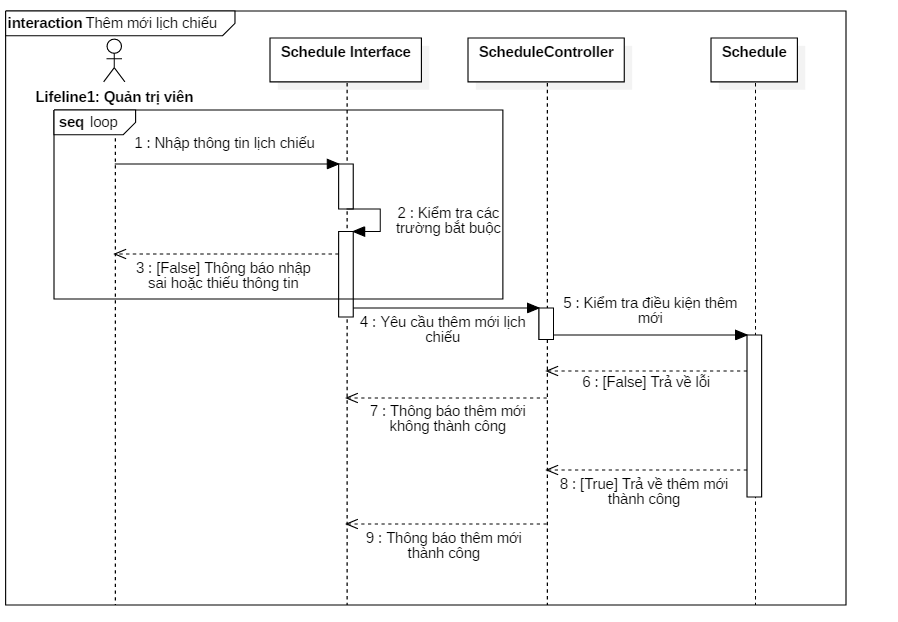 interaction Thêm mới lịch chiếu
Schedule Interface
ScheduleController
Schedule
Lifeline1: Quản trị viên
seq loop
1 : Nhập thông tin lịch chiếu
2 : Kiểm tra các
trường bắt buộc
3 : [False] Thông báo nhập
sai hoặc thiếu thông tin
4 : Yêu cầu thêm mới lịch
chiếu
5 : Kiểm tra điều kiện thêm
mới
6 : [False] Trả về lỗi
7 : Thông báo thêm mới
không thành công
8 : [True] Trả về thêm mới
thành công
9 : Thông báo thêm mới
thành công